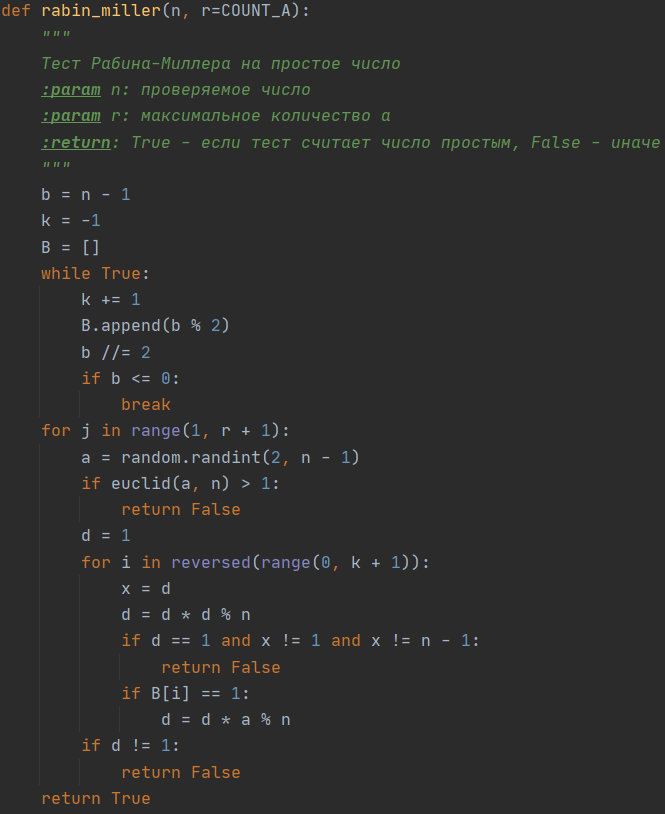 def rabin_miller(n, r=COUNT_A):
    """
    Тест Рабина-Миллера на простое число
    :param n: проверяемое число
    :param r: максимальное количество a
    :return: True - если тест считает число простым, False - иначе
    """
    b = n - 1
    k = -1
    B = []
    while True:
        k += 1
        B.append(b % 2)
        b //= 2
        if b <= 0:
            break
    for j in range(1, r + 1):
        a = random.randint(2, n - 1)
        if euclid(a, n) > 1:
            return False
        d = 1
        for i in reversed(range(0, k + 1)):
            x = d
            d = d * d % n
            if d == 1 and x != 1 and x != n - 1:
                return False
            if B[i] == 1:
                d = d * a % n
        if d != 1:
            return False
    return True